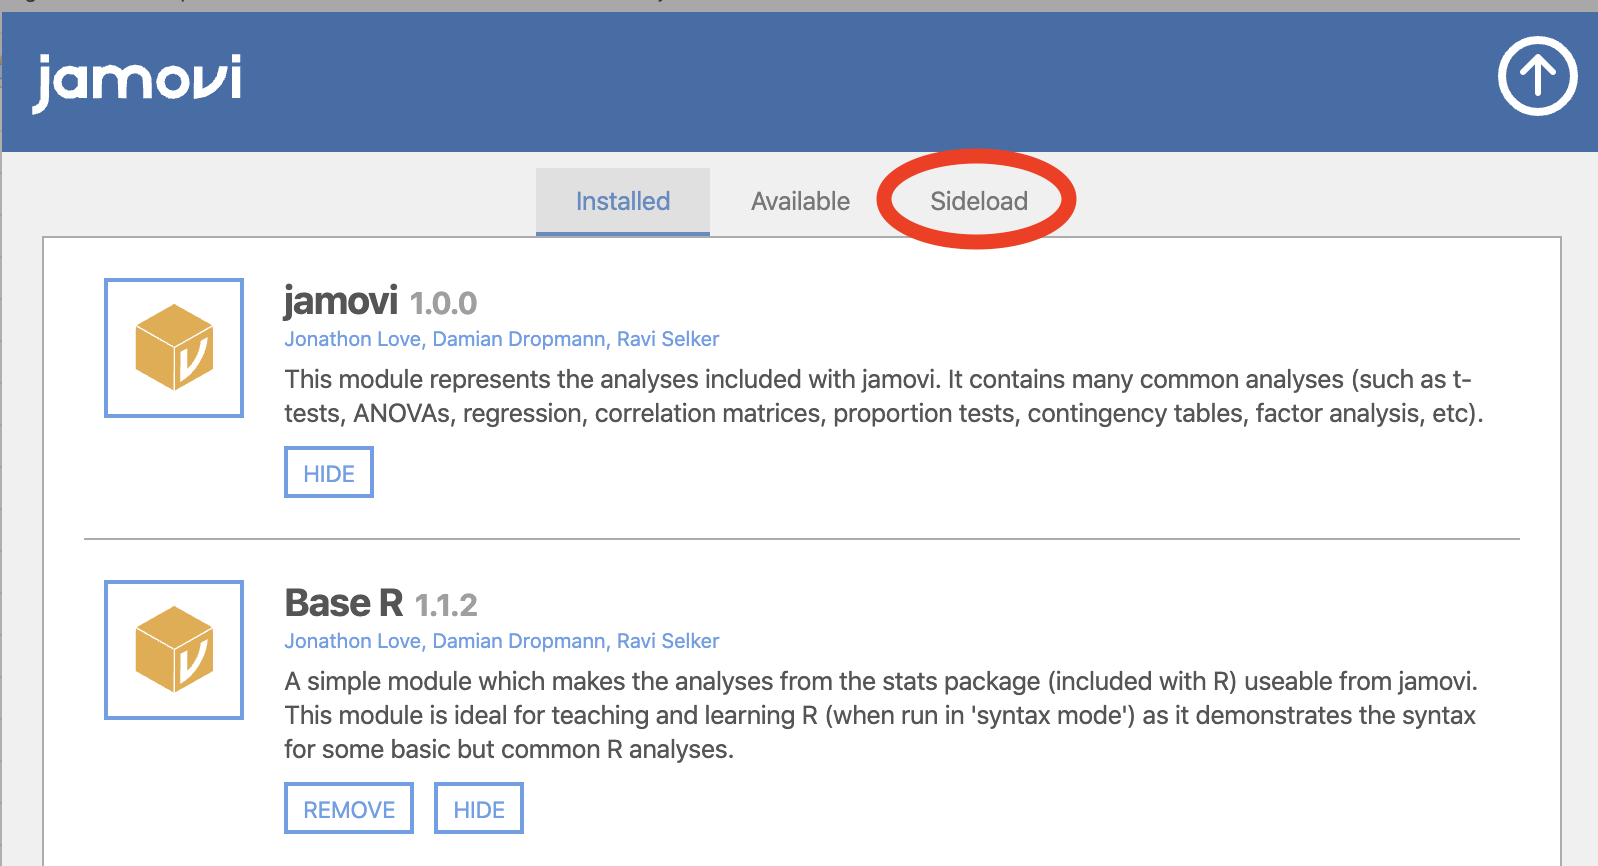 jamovi
Installed
Available
Sideload
jamovi 1.0.0
Jonathon Love, Damian Dropmann, Ravi Selker
This module represents the analyses included with jamovi. It contains many common analyses (such as t-
tests, ANOVAs, regression, correlation matrices, proportion tests, contingency tables, factor analysis, etc).
HIDE
Base R 1.1.2
Jonathon Love, Damian Dropmann, Ravi Selker
A simple module which makes the analyses from the stats package (included with R) useable from jamovi.
This module is ideal for teaching and learning R (when run in 'syntax mode') as it demonstrates the syntax
for some basic but common R analyses.
REMOVE
HIDE